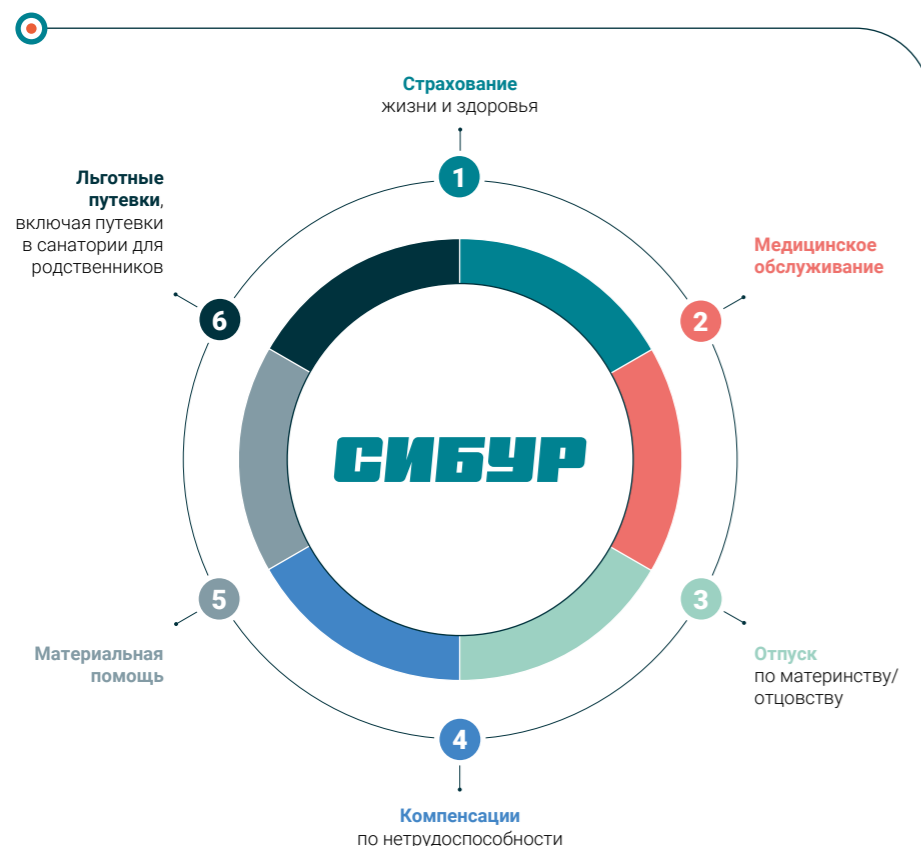 Страхование
жизни и здоровья
1
Медицинское
обслуживание
2
3
Отпуск
по материнству/
отцовству
4
Компенсации
по нетрудоспособности
5
Материальная
помощь
Льготные
путевки,
включая путевки
в санатории для
родственников
6
СИБУР